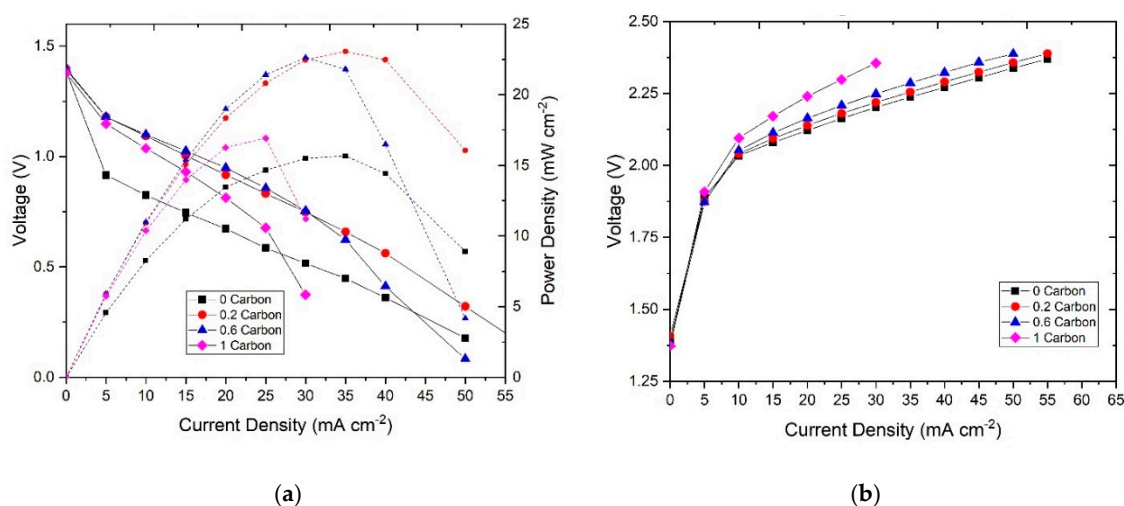 (a)
1.5
1.0
0.5
0.0
Voltage (V)
25
20
15
10
5
0
Power Density (mW cm-2)
0 Carbon
0.2 Carbon
0.6 Carbon
1 Carbon
0 5 10 15 20 25 30 35 40 45 50 55
Current Density (mA cm-2)
(b)
2.50
2.25
2.00
1.75
1.50
1.25
Voltage (V)
0 Carbon
0.2 Carbon
0.6 Carbon
1 Carbon
0 5 10 15 20 25 30 35 40 45 50 55 60 65
Current Density (mA cm-2)